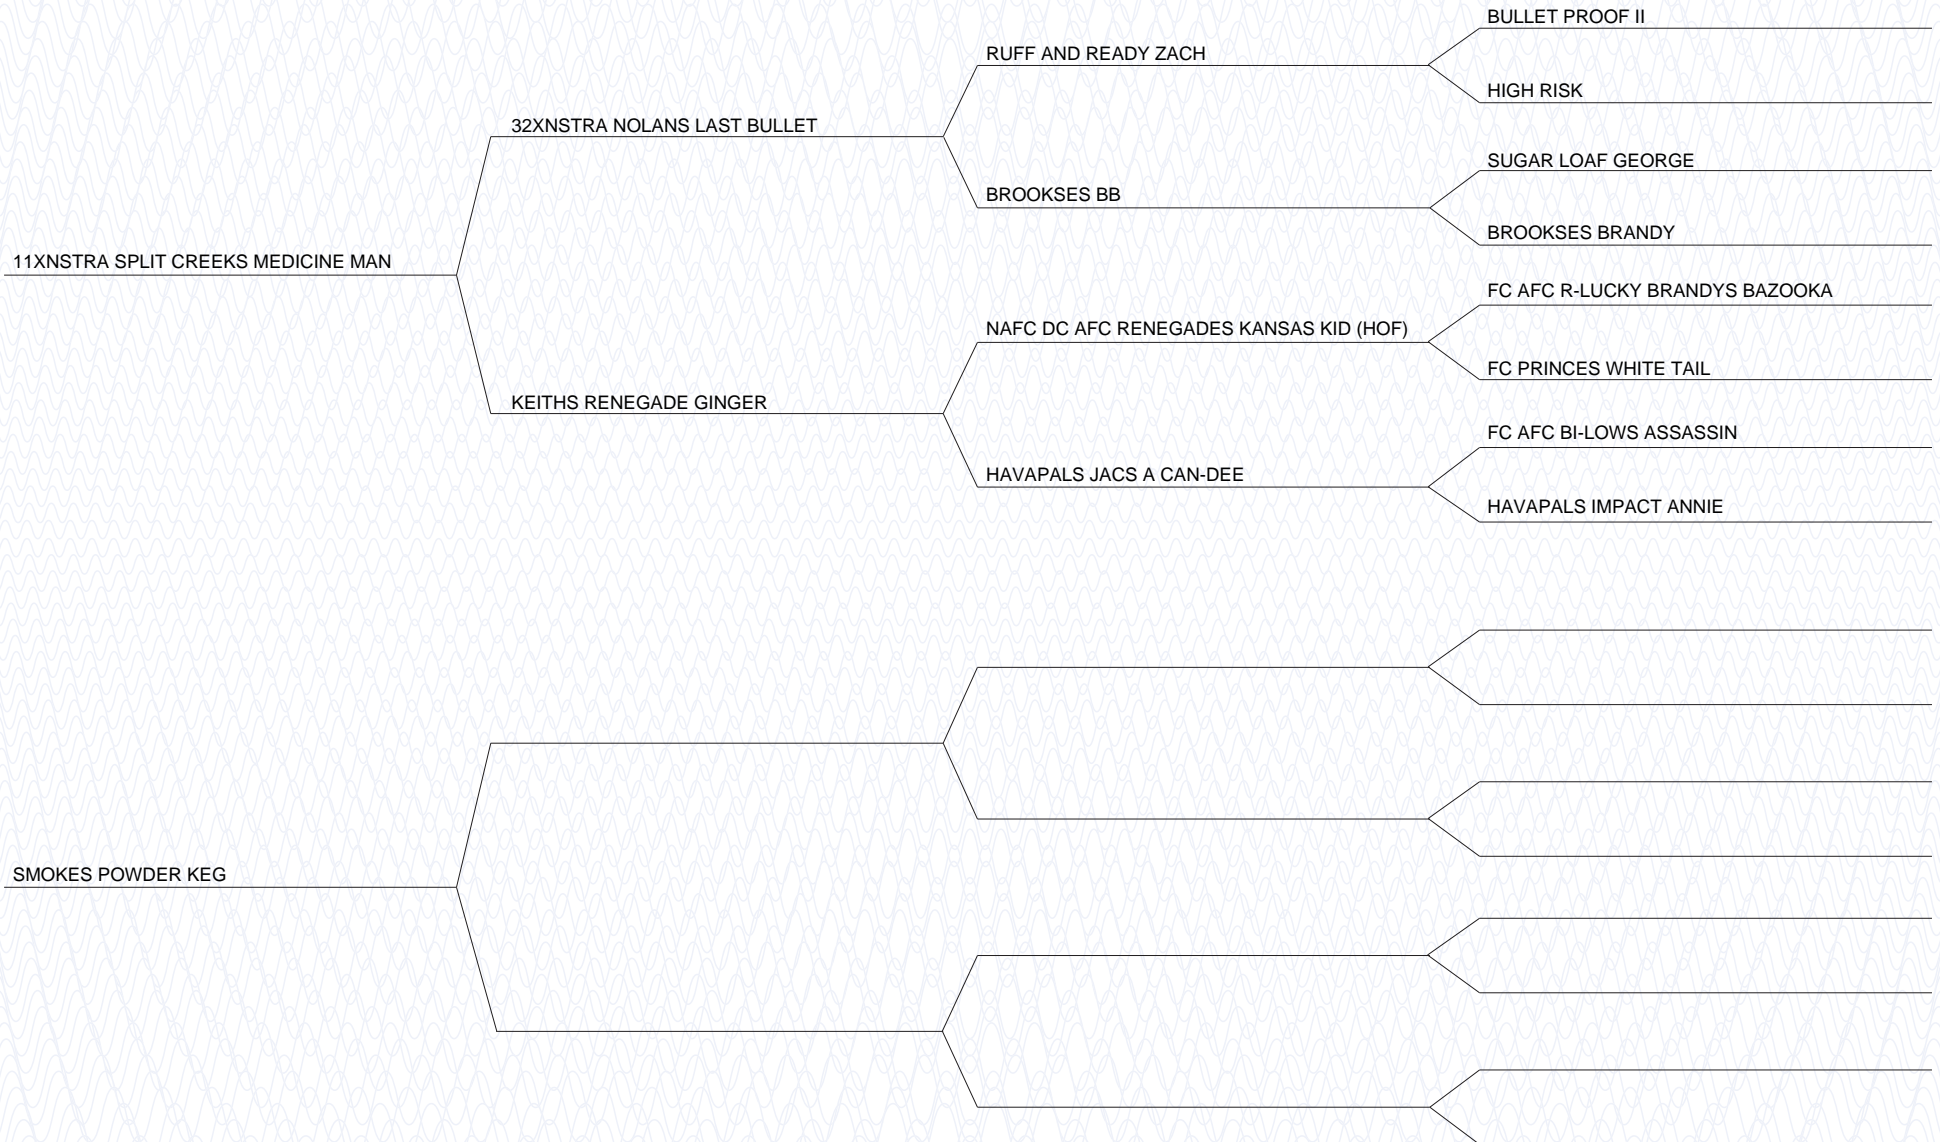 BULLET PROOF II
RUFF AND READY ZACH
HIGH RISK
32XNSTRA NOLANS LAST BULLET
SUGAR LOAF GEORGE
BROOKSES BB
BROOKSES BRANDY
11XNSTRA SPLIT CREEKS MEDICINE MAN
FC AFC R-LUCKY BRANDYS BAZOOKA
NAFC DC AFC RENEGADES KANSAS KID (HOF)
FC PRINCES WHITE TAIL
KEITHS RENEGADE GINGER
FC AFC BI-LOWS ASSASSIN
HAVAPALS JACS A CAN-DEE
HAVAPALS IMPACT ANNIE
SMOKES POWDER KEG